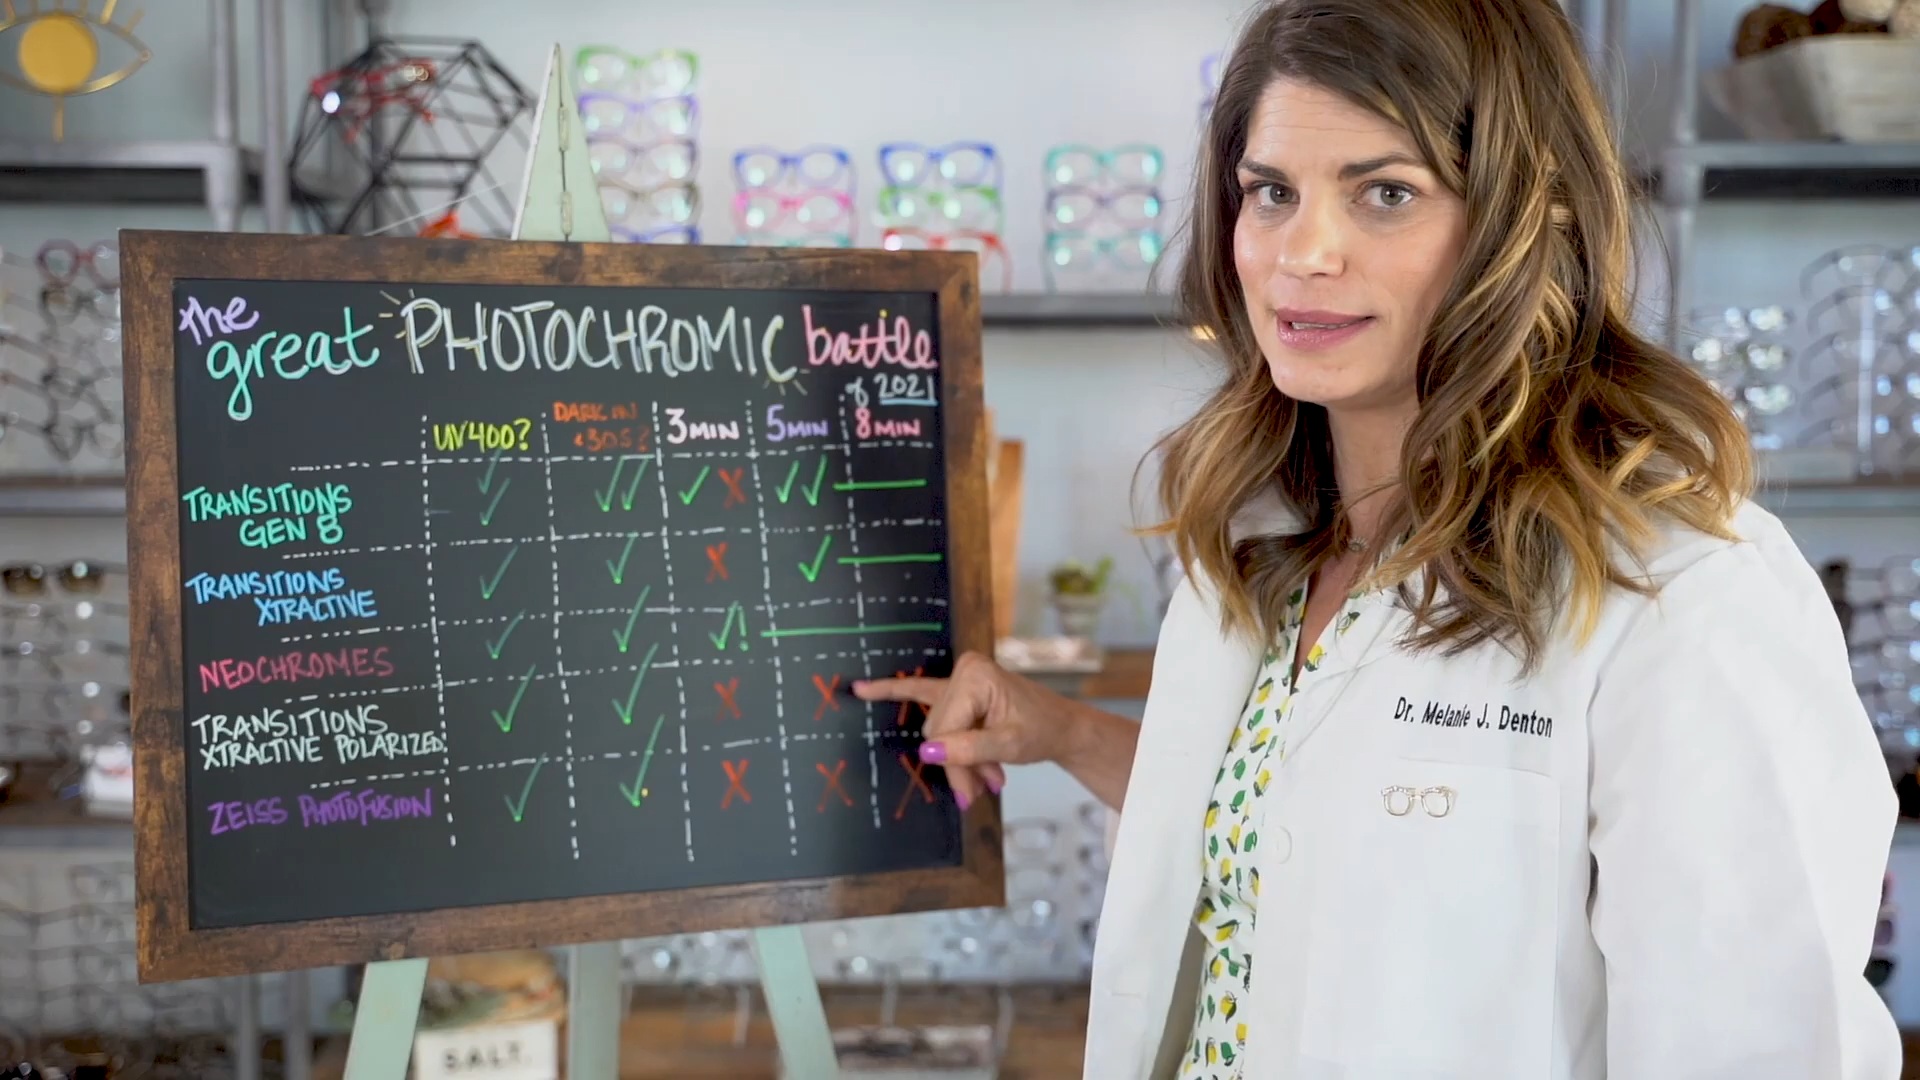 the
great PHOTOCHROMIC battle
of 2021
UV400? DARK IN <30S? 3MIN 5MIN 8MIN
TRANSITIONS
GEN 8
TRANSITIONS
XTRACTIVE
NEOCHROMES
TRANSITIONS
XTRACTIVE POLARIZED
ZEISS PHOTOFUSION
Dr. Melanie J. Denton
SALT.